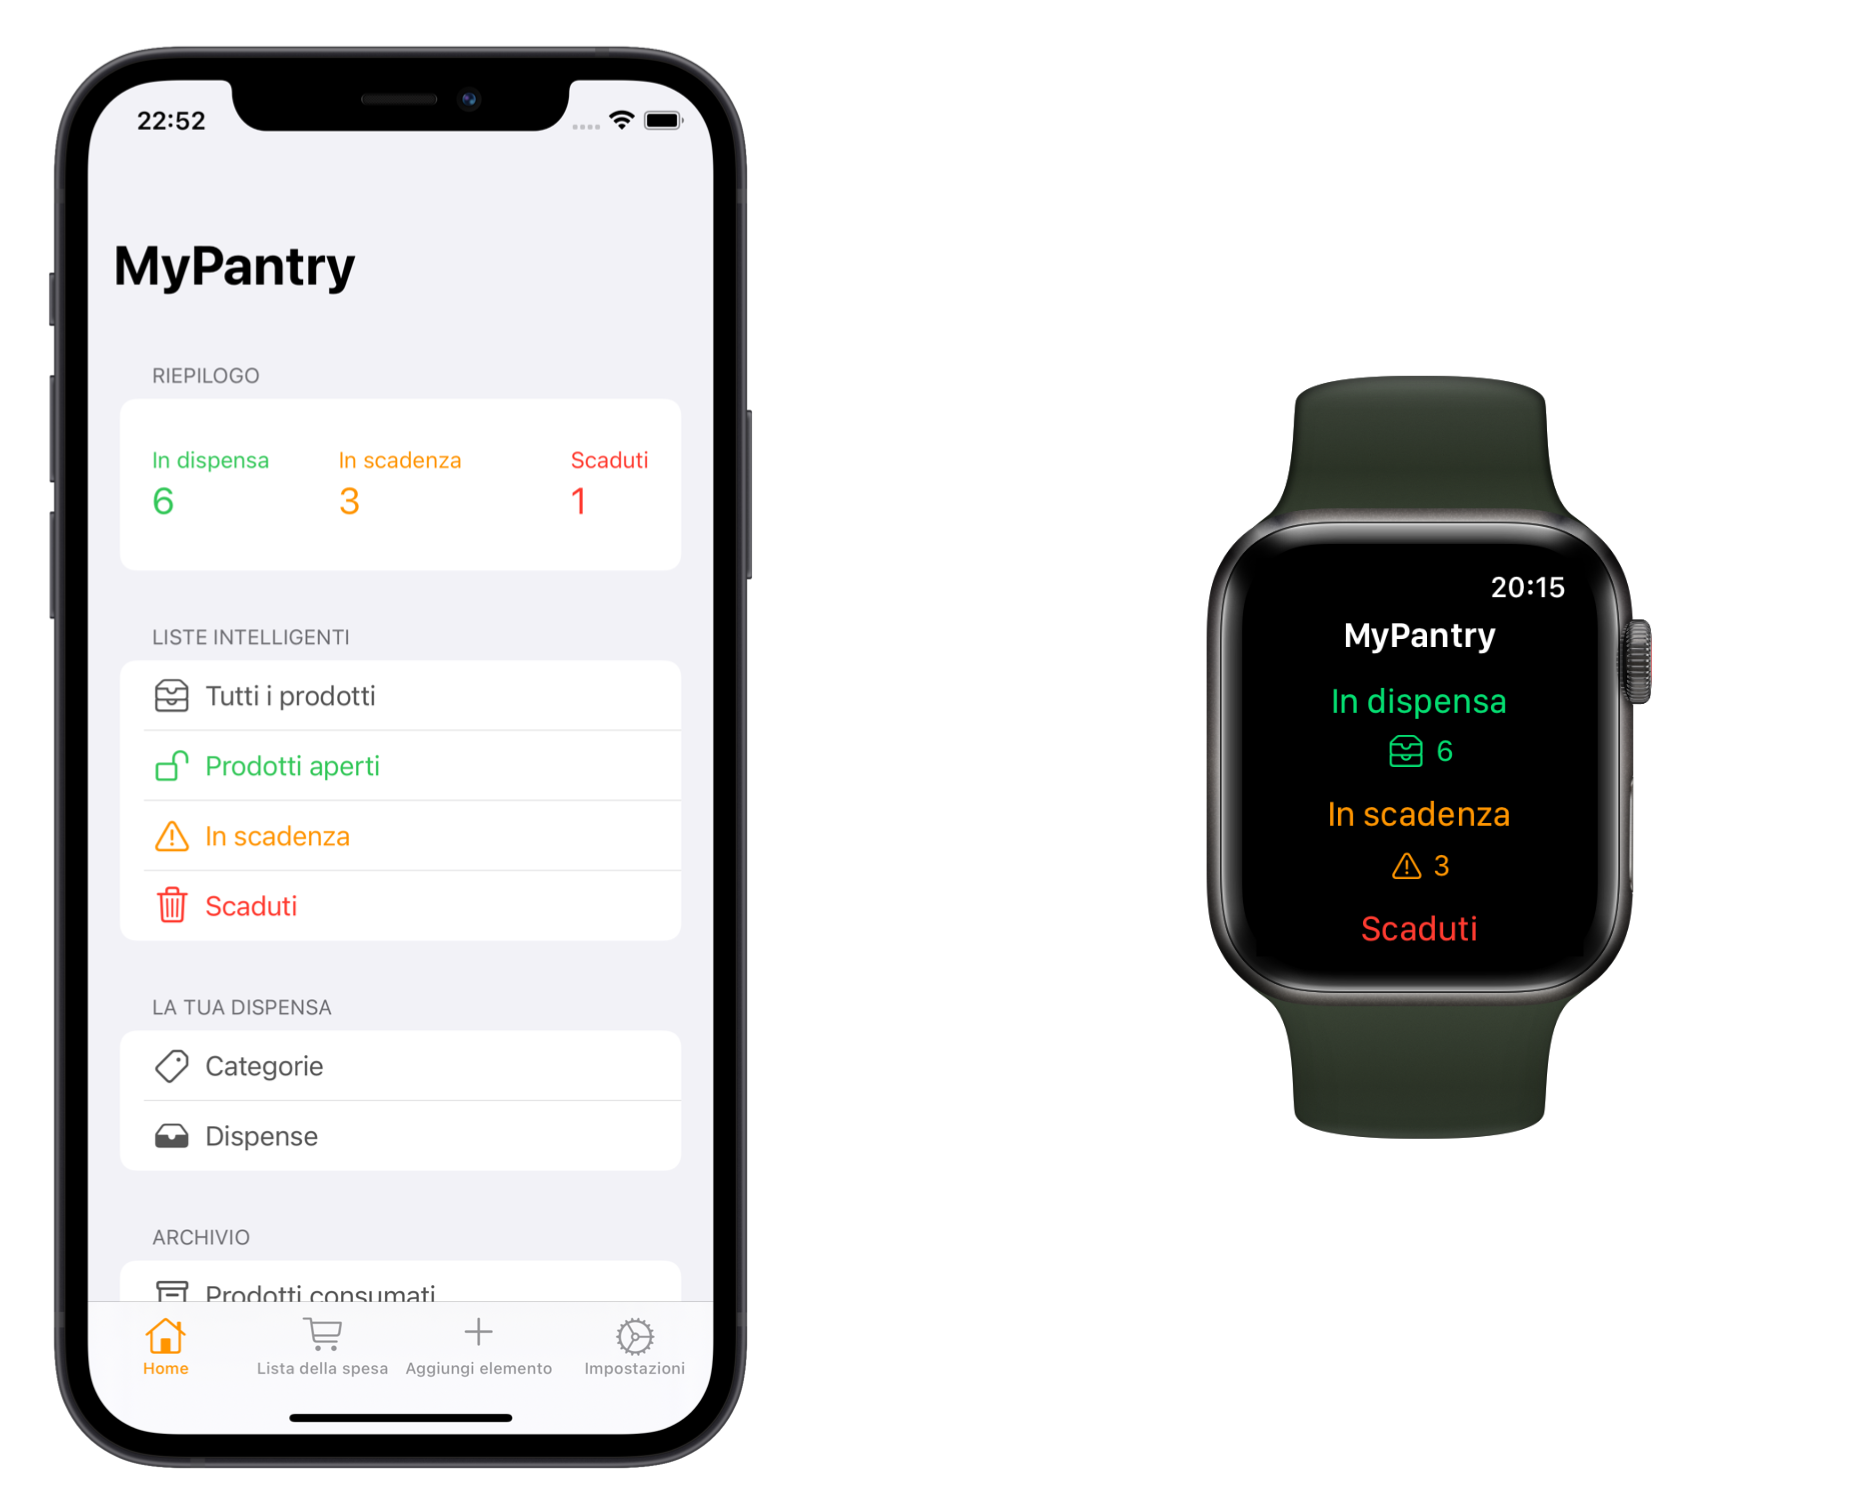 22:52
MyPantry
RIEPILOGO
In dispensa In scadenza Scaduti
6 3 1
LISTE INTELLIGENTI
Tutti i prodotti
Prodotti aperti
In scadenza
Scaduti
LA TUA DISPENSA
Categorie
Dispense
ARCHIVIO
Prodotti consumati
Home Lista della spesa Aggiungi elemento Impostazioni
20:15
MyPantry
In dispensa
6
In scadenza
3
Scaduti